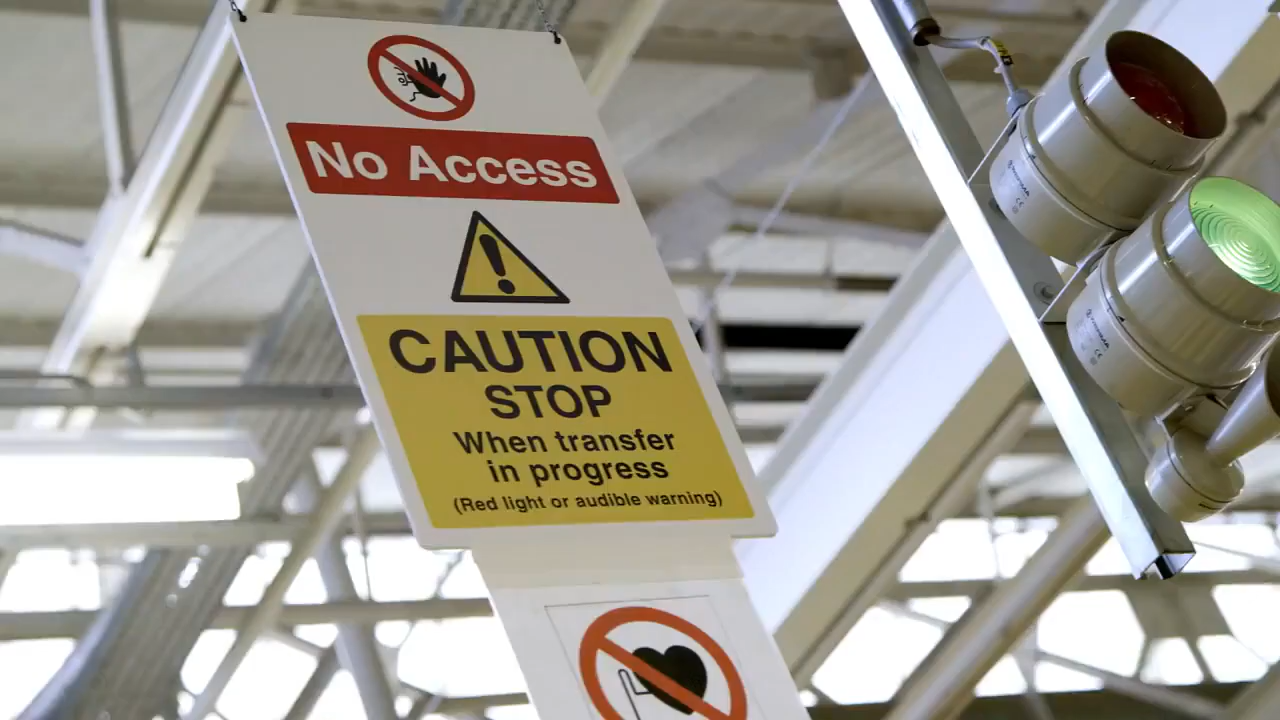 No Access
CAUTION
STOP
When transfer
in progress
(Red light or audible warning)